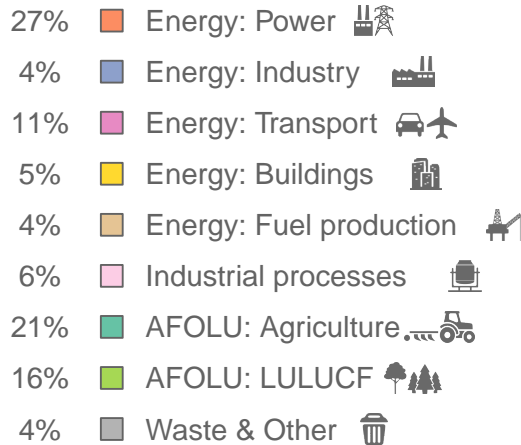 27% Energy: Power
4% Energy: Industry
11% Energy: Transport
5% Energy: Buildings
4% Energy: Fuel production
6% Industrial processes
21% AFOLU: Agriculture
16% AFOLU: LULUCF
4% Waste & Other